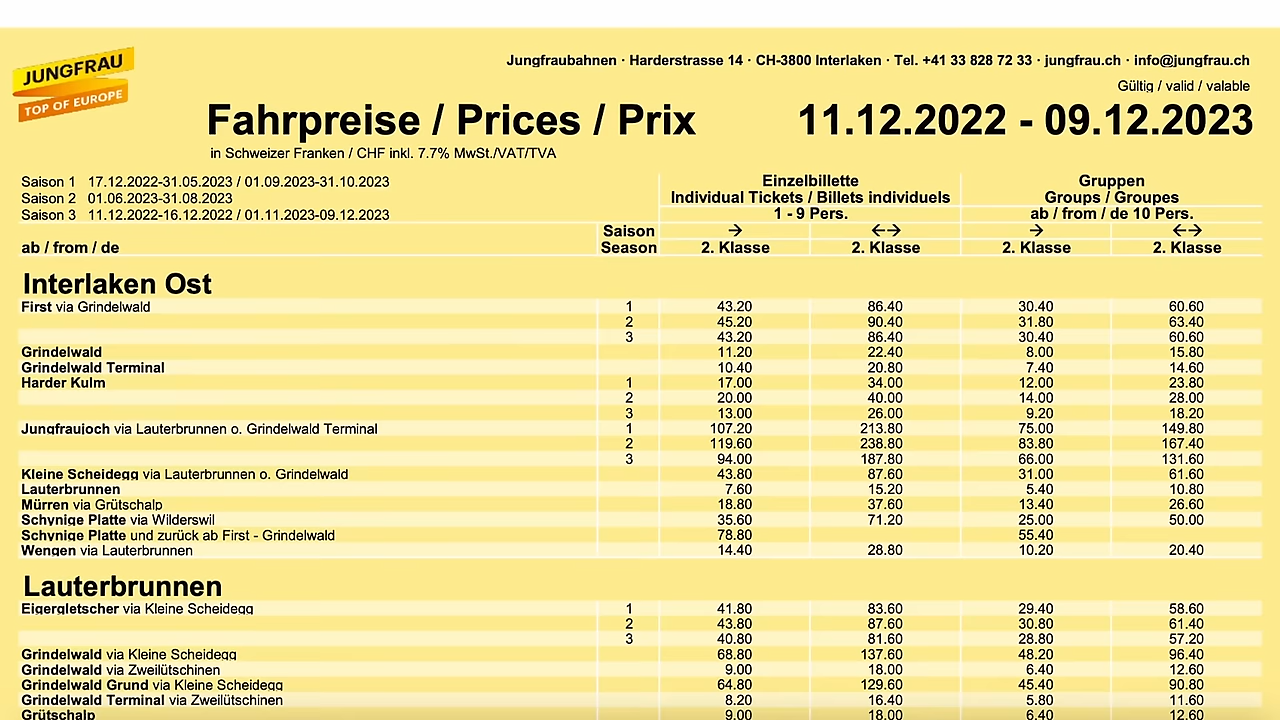 JUNGFRAU
TOP OF EUROPE
Jungfraubahnen · Harderstrasse 14 · CH-3800 Interlaken · Tel. +41 33 828 72 33 · jungfrau.ch · info@jungfrau.ch
Gültig / valid / valable
Fahrpreise / Prices / Prix 11.12.2022 - 09.12.2023
in Schweizer Franken / CHF inkl. 7.7% MwSt./VAT/TVA
Saison 1 17.12.2022-31.05.2023 / 01.09.2023-31.10.2023 Einzelbillette Gruppen
Saison 2 01.06.2023-31.08.2023 Individual Tickets / Billets individuels Groups / Groupes
Saison 3 11.12.2022-16.12.2022 / 01.11.2023-09.12.2023 1 - 9 Pers. ab / from / de 10 Pers.
Saison → ←→ → ←→
ab / from / de Season 2. Klasse 2. Klasse 2. Klasse 2. Klasse
Interlaken Ost
First via Grindelwald 1 43.20 86.40 30.40 60.60
2 45.20 90.40 31.80 63.40
3 43.20 86.40 30.40 60.60
Grindelwald 11.20 22.40 8.00 15.80
Grindelwald Terminal 10.40 20.80 7.40 14.60
Harder Kulm 1 17.00 34.00 12.00 23.80
2 20.00 40.00 14.00 28.00
3 13.00 26.00 9.20 18.20
Jungfraujoch via Lauterbrunnen o. Grindelwald Terminal 1 107.20 213.80 75.00 149.80
2 119.60 238.80 83.80 167.40
3 94.00 187.80 66.00 131.60
Kleine Scheidegg via Lauterbrunnen o. Grindelwald 43.80 87.60 31.00 61.60
Lauterbrunnen 7.60 15.20 5.40 10.80
Mürren via Grütschalp 18.80 37.60 13.40 26.60
Schynige Platte via Wilderswil 35.60 71.20 25.00 50.00
Schynige Platte und zurück ab First - Grindelwald 78.80 55.40
Wengen via Lauterbrunnen 14.40 28.80 10.20 20.40
Lauterbrunnen
Eigergletscher via Kleine Scheidegg 1 41.80 83.60 29.40 58.60
2 43.80 87.60 30.80 61.40
3 40.80 81.60 28.80 57.20
Grindelwald via Kleine Scheidegg 68.80 137.60 48.20 96.40
Grindelwald via Zweilütschinen 9.00 18.00 6.40 12.60
Grindelwald Grund via Kleine Scheidegg 64.80 129.60 45.40 90.80
Grindelwald Terminal via Zweilütschinen 8.20 16.40 5.80 11.60
Grütschalp 9.00 18.00 6.40 12.60